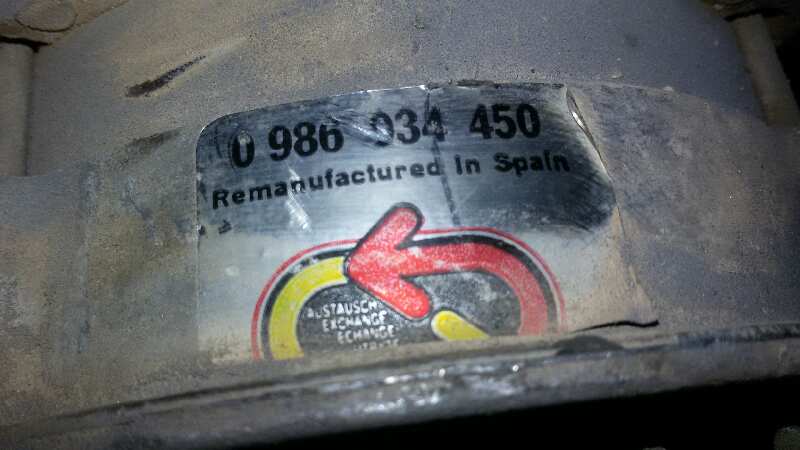 0 986 034 450
Remanufactured in Spain
AUSTAUSCH
EXCHANGE
ECHANGE